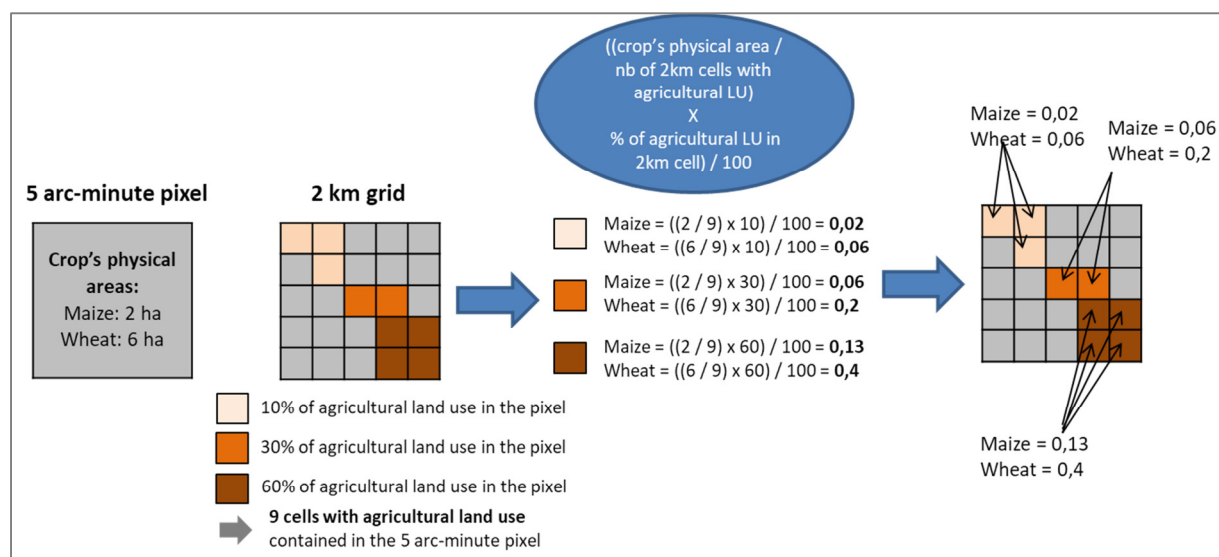 ((crop's physical area /
nb of 2km cells with
agricultural LU)
X
% of agricultural LU in
2km cell) / 100
5 arc-minute pixel
Crop's physical
areas:
Maize: 2 ha
Wheat: 6 ha
2 km grid
Maize = ((2 / 9) x 10) / 100 = 0,02
Wheat = ((6 / 9) x 10) / 100 = 0,06
Maize = ((2 / 9) x 30) / 100 = 0,06
Wheat = ((6 / 9) x 30) / 100 = 0,2
Maize = ((2 / 9) x 60) / 100 = 0,13
Wheat = ((6 / 9) x 60) / 100 = 0,4
Maize = 0,02
Wheat = 0,06
Maize = 0,06
Wheat = 0,2
Maize = 0,13
Wheat = 0,4
10% of agricultural land use in the pixel
30% of agricultural land use in the pixel
60% of agricultural land use in the pixel
9 cells with agricultural land use
contained in the 5 arc-minute pixel